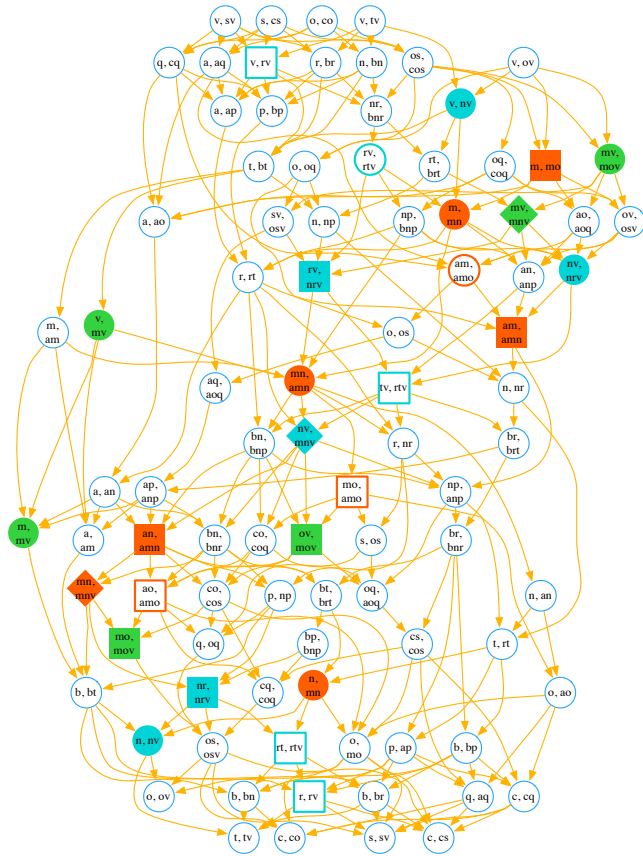 v, sv
s, cs
o, co
v, tv
q, cq
a, aq
v, rv
r, br
n, bn
os,
cos
v, ov
a, ap
p, bp
nr,
bnr
v, nv
t, bt
o, oq
rv,
rtv
rt,
brt
oq,
coq
m, mo
mv,
mov
a, ao
sv,
osv
n, np
np,
bnp
m,
mn
mv,
mnv
ao,
aoq
ov,
osv
r, rt
rv,
nrv
am,
amo
an,
anp
nv,
nrv
m,
am
v,
mv
o, os
am,
amn
aq,
aoq
mn,
amn
tv, rtv
n, nr
bn,
bnp
nv,
mnv
r, nr
br,
brt
a, an
ap,
anp
mo,
amo
np,
anp
m,
mv
a,
am
an,
amn
bn,
bnr
co,
coq
ov,
mov
s, os
br,
bnr
mn,
mnv
ao,
amo
co,
cos
p, np
bt,
brt
oq,
aoq
n, an
mo,
mov
q, oq
bp,
bnp
cs,
cos
t, rt
b, bt
nr,
nrv
cq,
coq
n,
mn
o, ao
n, nv
os,
osv
rt, rtv
o,
mo
p, ap
b, bp
o, ov
b, bn
r, rv
b, br
q, aq
c, cq
t, tv
c, co
s, sv
c, cs